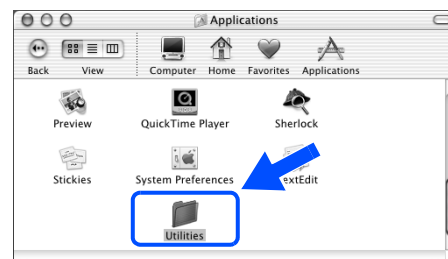 Applications
Back View Computer Home Favorites Applications
Preview QuickTime Player Sherlock
Stickies System Preferences extEdit
Utilities